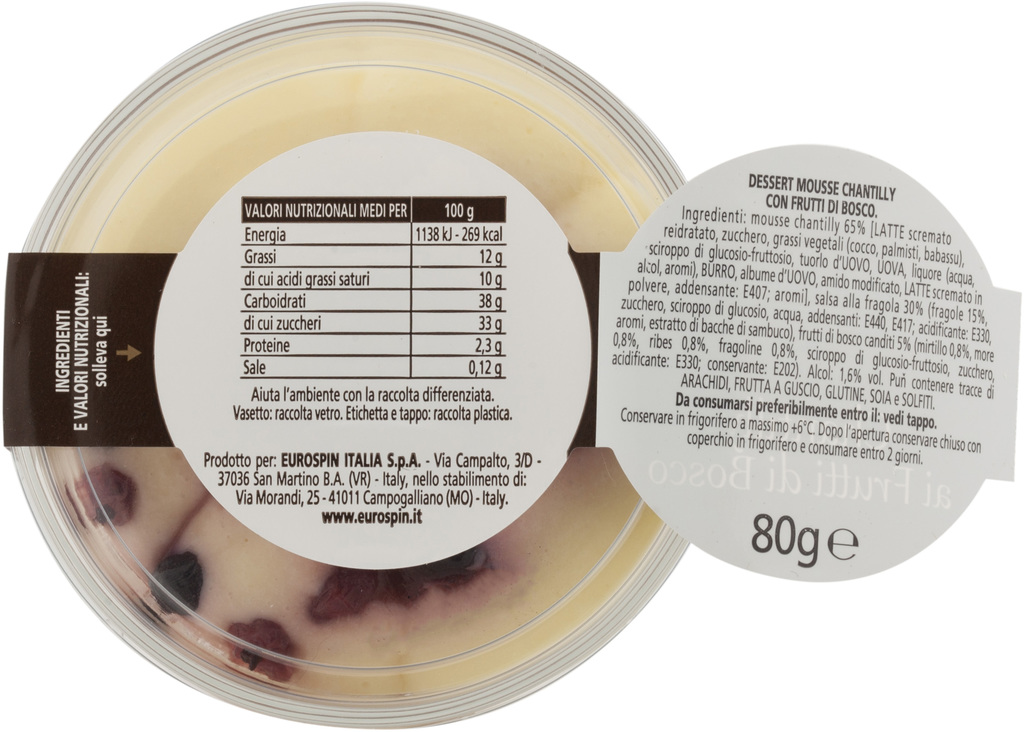 INGREDIENTI
E VALORI NUTRIZIONALI:
solleva qui
VALORI NUTRIZIONALI MEDI PER 100 g
Energia 1138 kJ - 269 kcal
Grassi 12 g
di cui acidi grassi saturi 10 g
Carboidrati 38 g
di cui zuccheri 33 g
Proteine 2,3 g
Sale 0,12 g
Aiuta l'ambiente con la raccolta differenziata.
Vasetto: raccolta vetro. Etichetta e tappo: raccolta plastica.
Prodotto per: EUROSPIN ITALIA S.p.A. - Via Campalto, 3/D -
37036 San Martino B.A. (VR) - Italy, nello stabilimento di:
Via Morandi, 25 - 41011 Campogalliano (MO) - Italy.
www.eurospin.it
DESSERT MOUSSE CHANTILLY
CON FRUTTI DI BOSCO.
Ingredienti: mousse chantilly 65% [LATTE scremato
reidratato, zucchero, grassi vegetali (cocco, palmisti, babassu),
sciroppo di glucosio-fruttosio, tuorlo d'UOVO, UOVA, liquore (acqua,
alcol, aromi), BURRO, albume d'UOVO, amido modificato, LATTE scremato in
polvere, addensante: E407; aromi], salsa alla fragola 30% (fragole 15%,
zucchero, sciroppo di glucosio, acqua, addensanti: E440, E417; acidificante: E330,
aromi, estratto di bacche di sambuco), frutti di bosco canditi 5% (mirtillo 0,8%, more
0,8%, ribes 0,8%, fragoline 0,8%, sciroppo di glucosio-fruttosio, zucchero,
acidificante: E330; conservante: E202). Alcol: 1,6% vol. Puň contenere tracce di
ARACHIDI, FRUTTA A GUSCIO, GLUTINE, SOIA e SOLFITI.
Da consumarsi preferibilmente entro il: vedi tappo.
Conservare in frigorifero a massimo +6°C. Dopo l'apertura conservare chiuso con
coperchio in frigorifero e consumare entro 2 giorni.
ai Frutti di Bosco
80g e